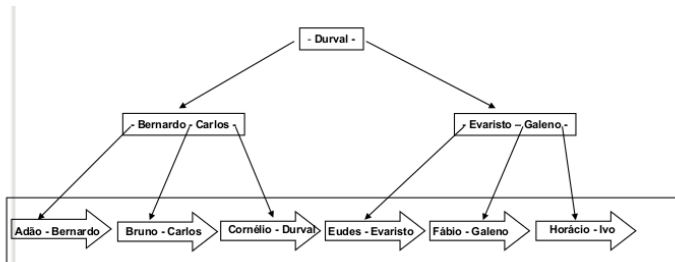 - Durval -
- Bernardo - Carlos -
- Evaristo – Galeno -
Adão - Bernardo
Bruno - Carlos
Cornélio - Durval
Eudes - Evaristo
Fábio - Galeno
Horácio - Ivo